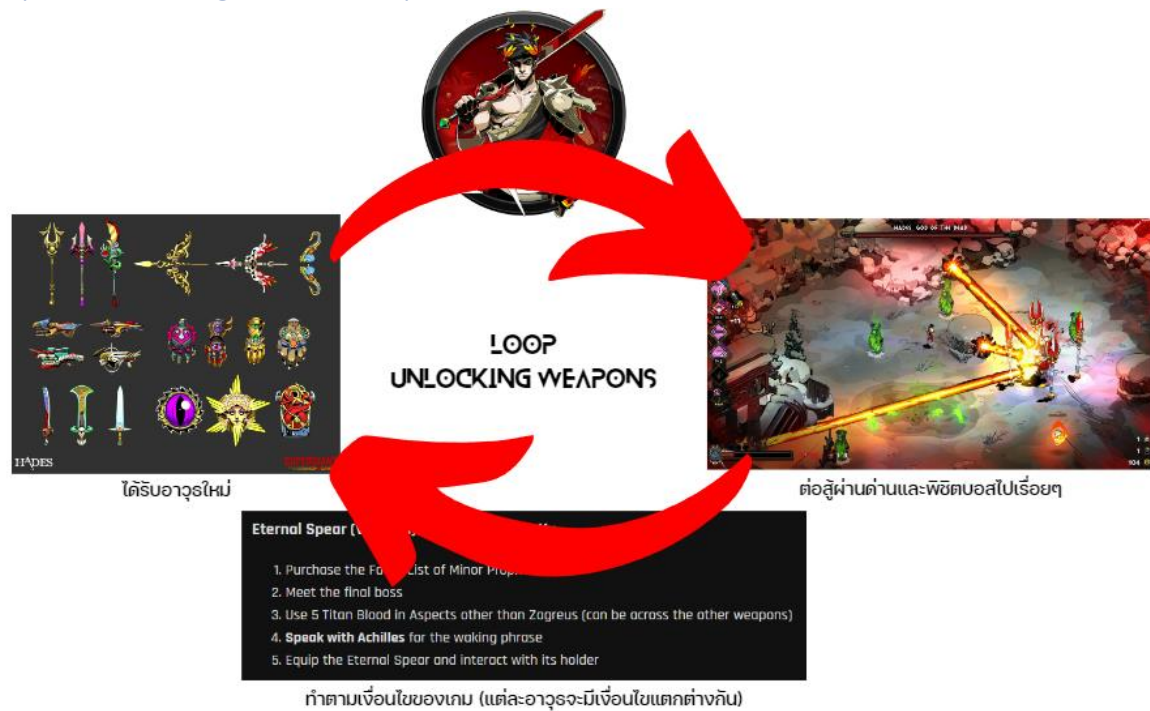 HADES GOD OF THE DEAD
LOOP
UNLOCKING WEAPONS
HADES
ได้รับอาวุธใหม่
1
1
104
ต่อสู้ผ่านด่านและพิชิตบอสไปเรื่อยๆ
Eternal Spear
1. Purchase the List of Minor
2. Meet the final boss
3. Use 5 Titan Blood in Aspects other than Zagreus (can be across the other weapons)
4. Speak with Achilles for the waking phrase
5. Equip the Eternal Spear and interact with its holder
ทำตามเงื่อนไขของเกม (แต่ละอาวุธจะมีเงื่อนไขแตกต่างกัน)